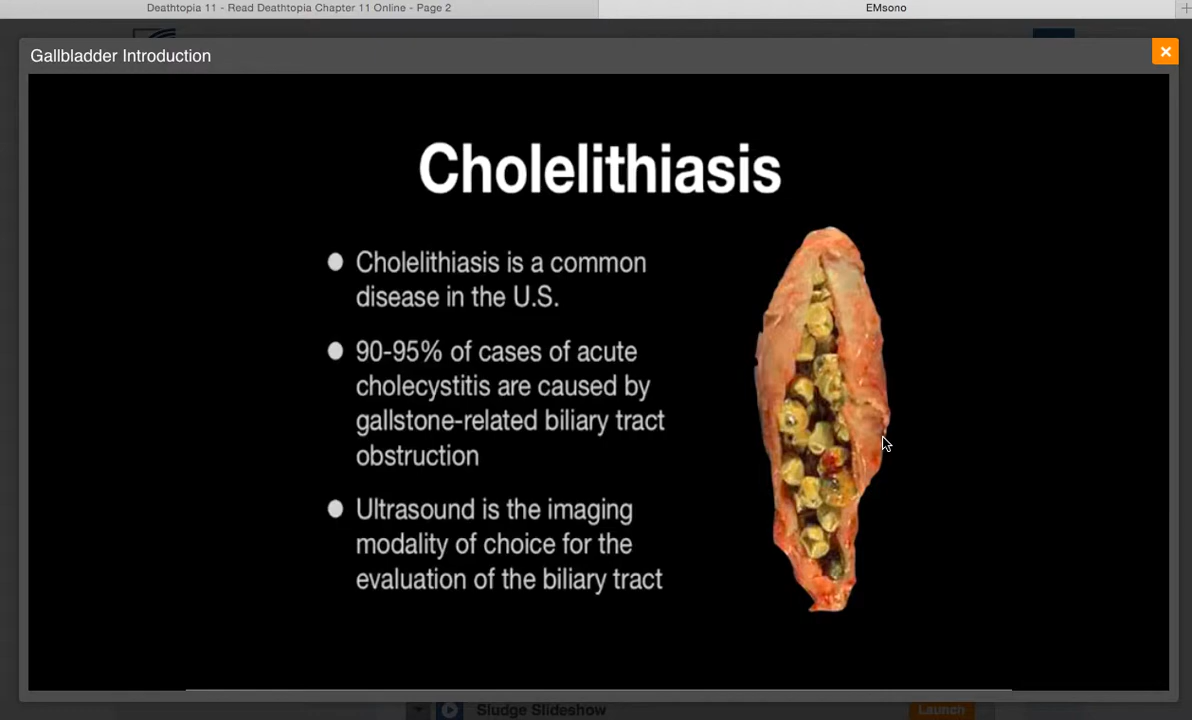 Deathtopia 11 - Read Deathtopia Chapter 11 Online - Page 2
EMsono
Gallbladder Introduction
Cholelithiasis
Cholelithiasis is a common
disease in the U.S.
90-95% of cases of acute
cholecystitis are caused by
gallstone-related biliary tract
obstruction
Ultrasound is the imaging
modality of choice for the
evaluation of the biliary tract
Sludge Slideshow
Launch